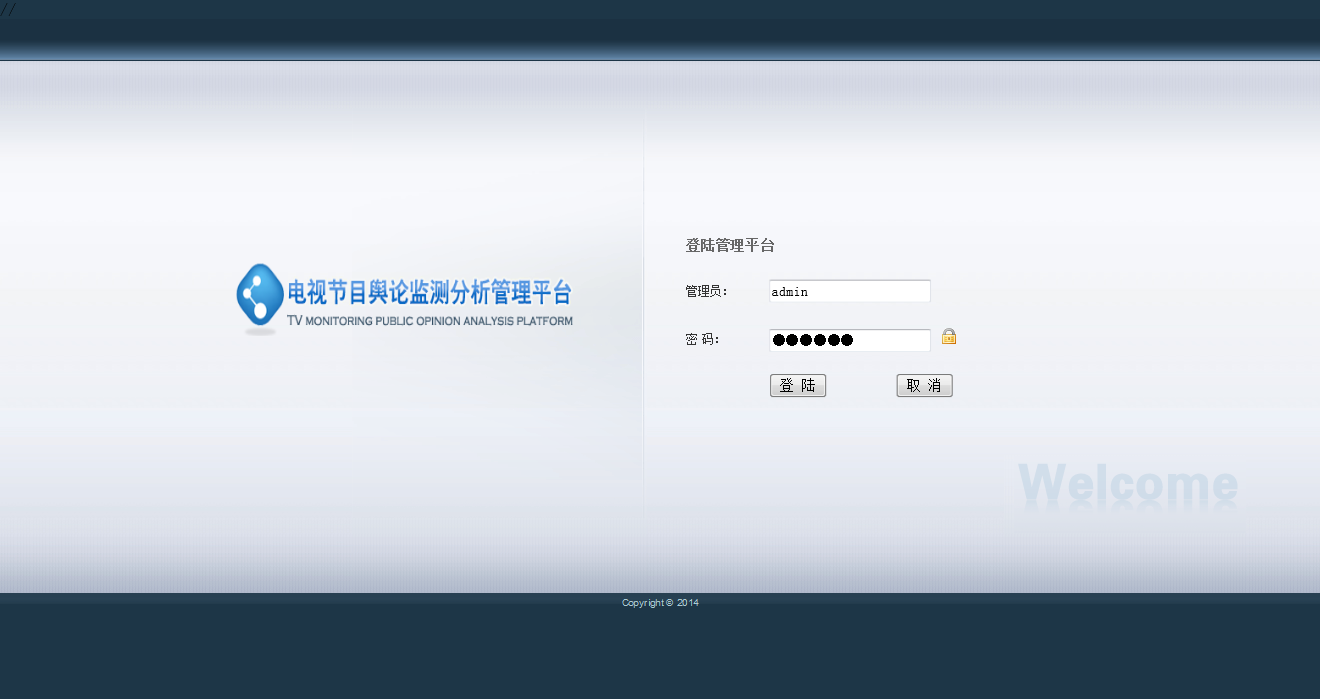 //
电视节目舆论监测分析管理平台
TV MONITORING PUBLIC OPINION ANALYSIS PLATFORM
登陆管理平台
管理员: admin
密 码: ●●●●●●
登 陆 取 消
Welcome
Copyright © 2014